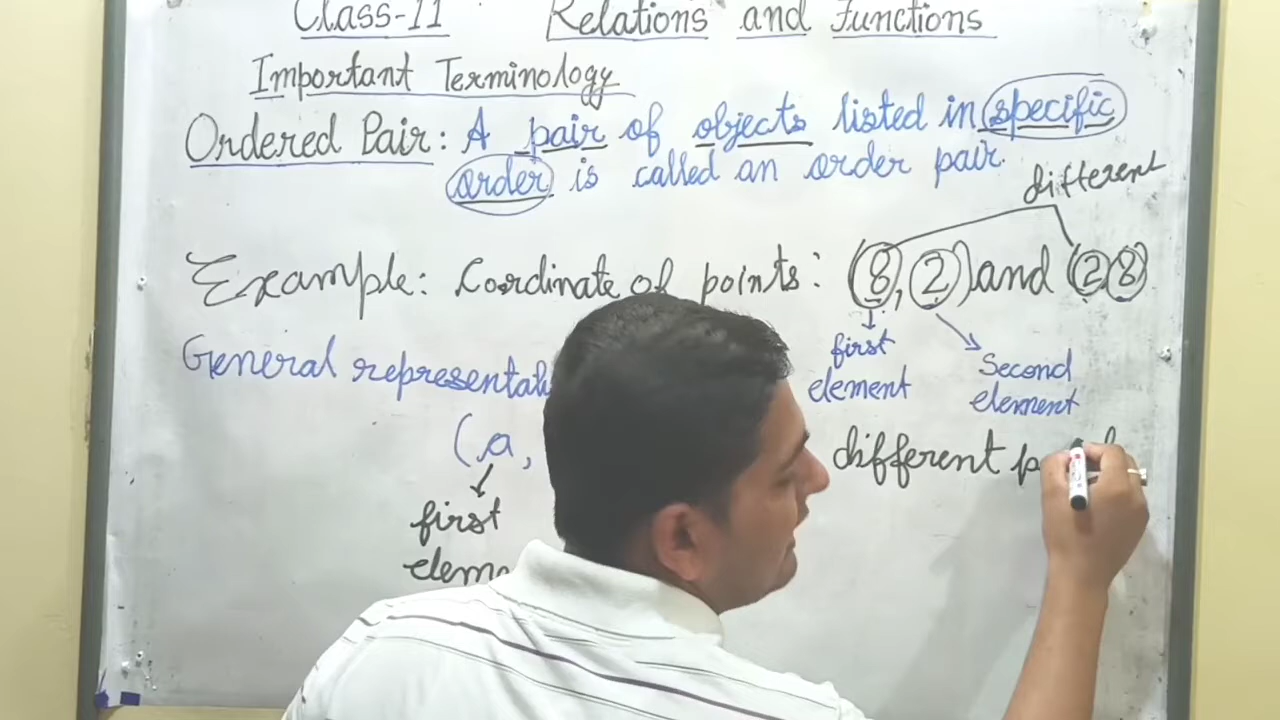 Class-11 Relations and Functions
Important Terminology
Ordered Pair: A pair of objects listed in specific
order is called an order pair.
different
Example: Coordinate of points: (8, 2) and (2, 8)
first
element
Second
element
General
(a,
different
first